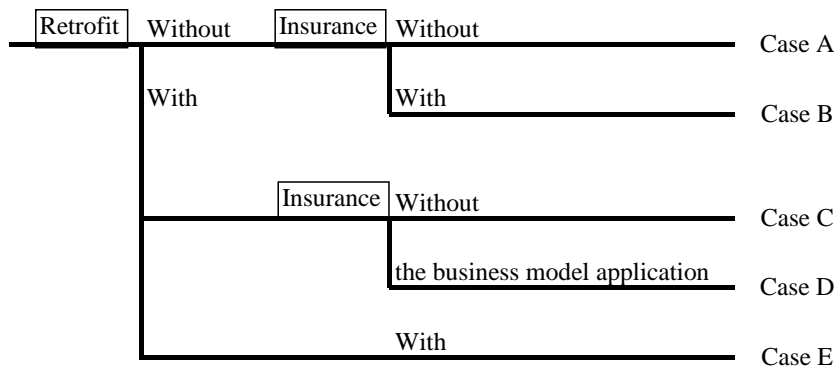 Retrofit Without Insurance Without Case A
With With Case B
Insurance Without Case C
the business model application Case D
With Case E